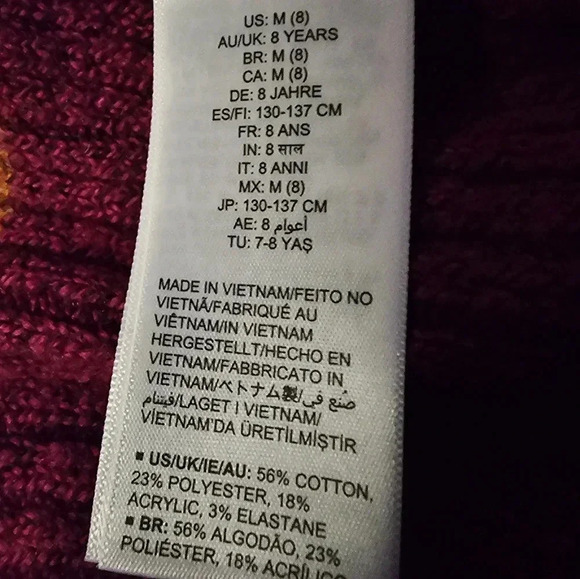 US: M (8)
AU/UK: 8 YEARS
BR: M (8)
CA: M (8)
DE: 8 JAHRE
ES/FI: 130-137 CM
FR: 8 ANS
IN: 8 साल
IT: 8 ANNI
MX: M (8)
JP: 130-137 CM
AE: 8 أعوام
TU: 7-8 YAŞ
MADE IN VIETNAM/FEITO NO
VIETNÃ/FABRIQUÉ AU
VIÊTNAM/IN VIETNAM
HERGESTELLT/HECHO EN
VIETNAM/FABBRICATO IN
VIETNAM/ベトナム製/صُنع في
فيتنام/LAGET I VIETNAM/
VİETNAM'DA ÜRETİLMİŞTİR
▪ US/UK/IE/AU: 56% COTTON,
23% POLYESTER, 18%
ACRYLIC, 3% ELASTANE
▪ BR: 56% ALGODÃO, 23%
POLIÉSTER, 18% ACRÍLICO